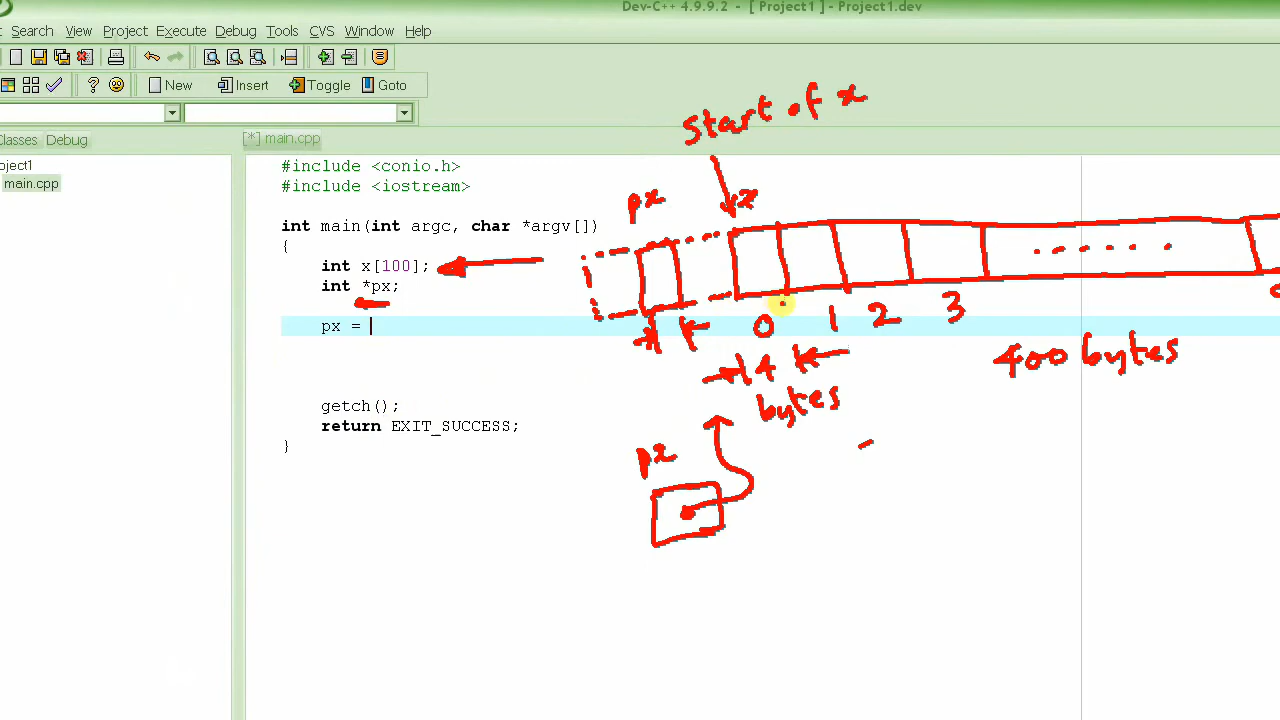 Dev-C++ 4.9.9.2 - [ Project1 ] - Project1.dev
Search View Project Execute Debug Tools CVS Window Help
New Insert Toggle Goto
Classes Debug
[*] main.cpp
oject1
main.cpp
#include <conio.h>
#include <iostream>
int main(int argc, char *argv[])
{
int x[100];
int *px;
px =
getch();
return EXIT_SUCCESS;
}
start of x
px
x
0 1 2 3
4
bytes
400 bytes
px